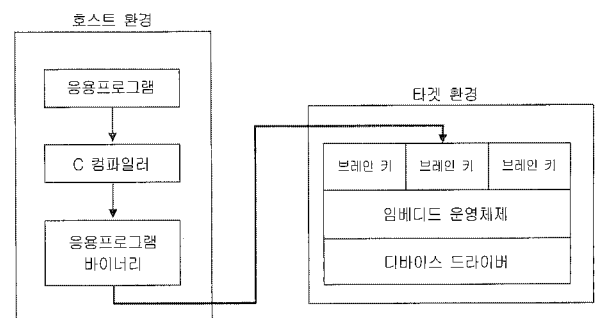 호스트 환경
응용프로그램
C 컴파일러
응용프로그램
바이너리
타겟 환경
브레인 키
브레인 키
브레인 키
임베디드 운영체제
디바이스 드라이버